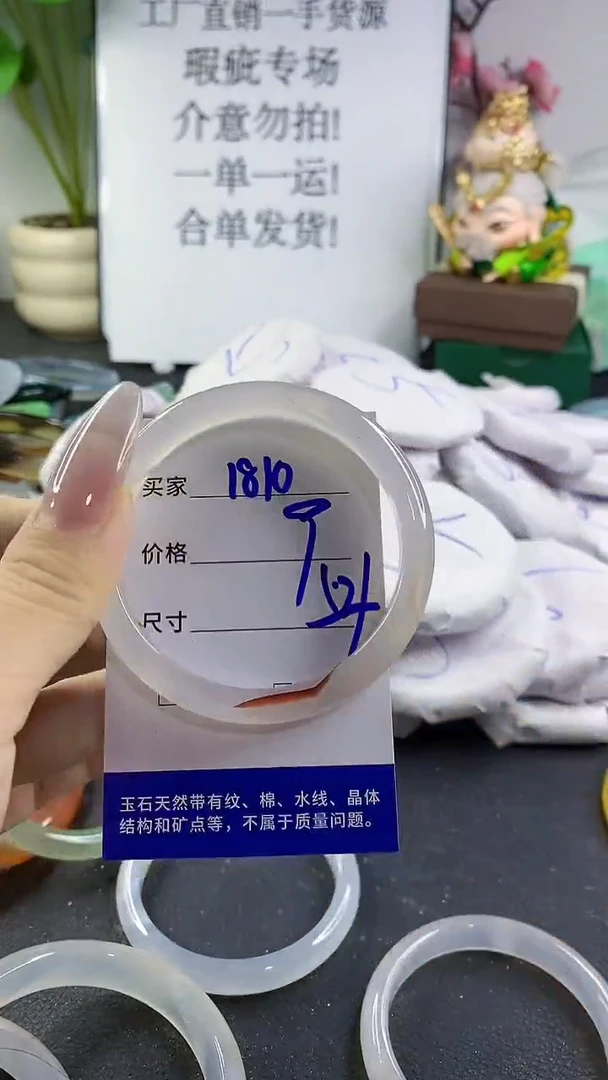 工厂直销一手货源
瑕疵专场
介意勿拍!
一单一运!
合单发货!
买家 1810
价格
尺寸
玉石天然带有纹、棉、水线、晶体
结构和矿点等，不属于质量问题。